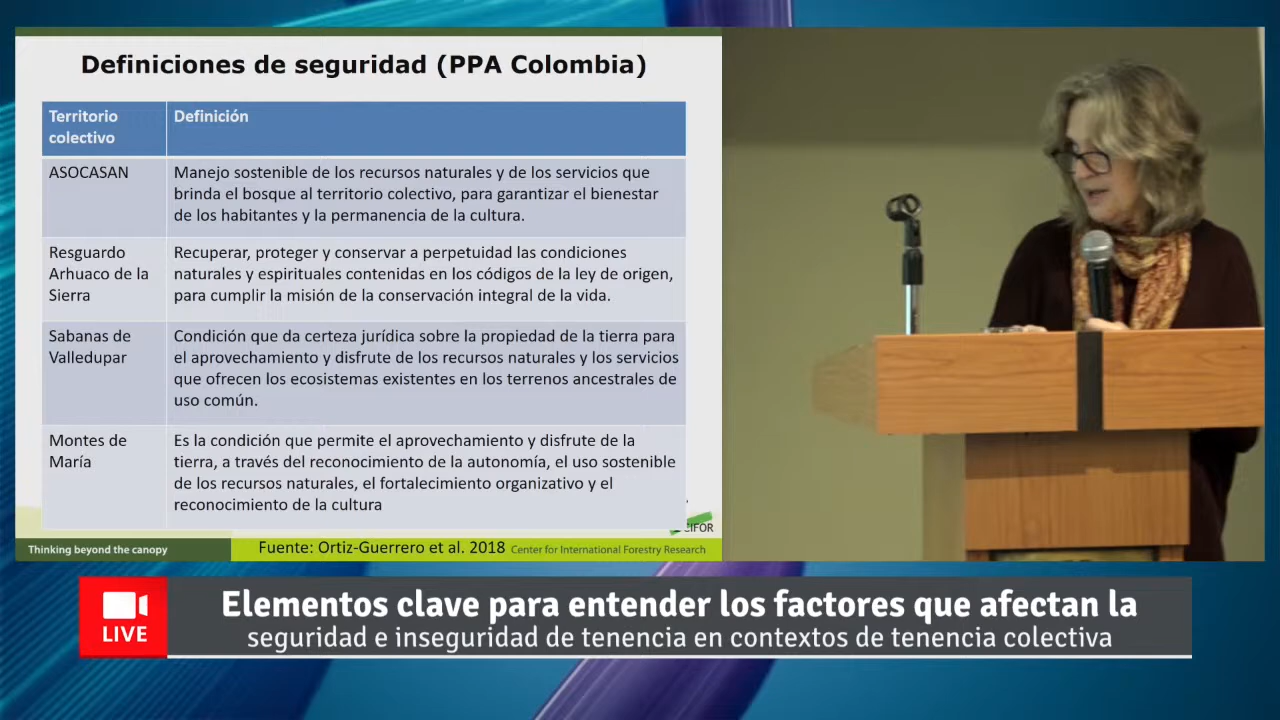 Definiciones de seguridad (PPA Colombia)
Territorio
colectivo
Definición
ASOCASAN
Manejo sostenible de los recursos naturales y de los servicios que
brinda el bosque al territorio colectivo, para garantizar el bienestar
de los habitantes y la permanencia de la cultura.
Resguardo
Arhuaco de la
Sierra
Recuperar, proteger y conservar a perpetuidad las condiciones
naturales y espirituales contenidas en los códigos de la ley de origen,
para cumplir la misión de la conservación integral de la vida.
Sabanas de
Valledupar
Condición que da certeza jurídica sobre la propiedad de la tierra para
el aprovechamiento y disfrute de los recursos naturales y los servicios
que ofrecen los ecosistemas existentes en los terrenos ancestrales de
uso común.
Montes de
María
Es la condición que permite el aprovechamiento y disfrute de la
tierra, a través del reconocimiento de la autonomía, el uso sostenible
de los recursos naturales, el fortalecimiento organizativo y el
reconocimiento de la cultura
CIFOR
Thinking beyond the canopy
Fuente: Ortiz-Guerrero et al. 2018
Center for International Forestry Research
LIVE
Elementos clave para entender los factores que afectan la
seguridad e inseguridad de tenencia en contextos de tenencia colectiva